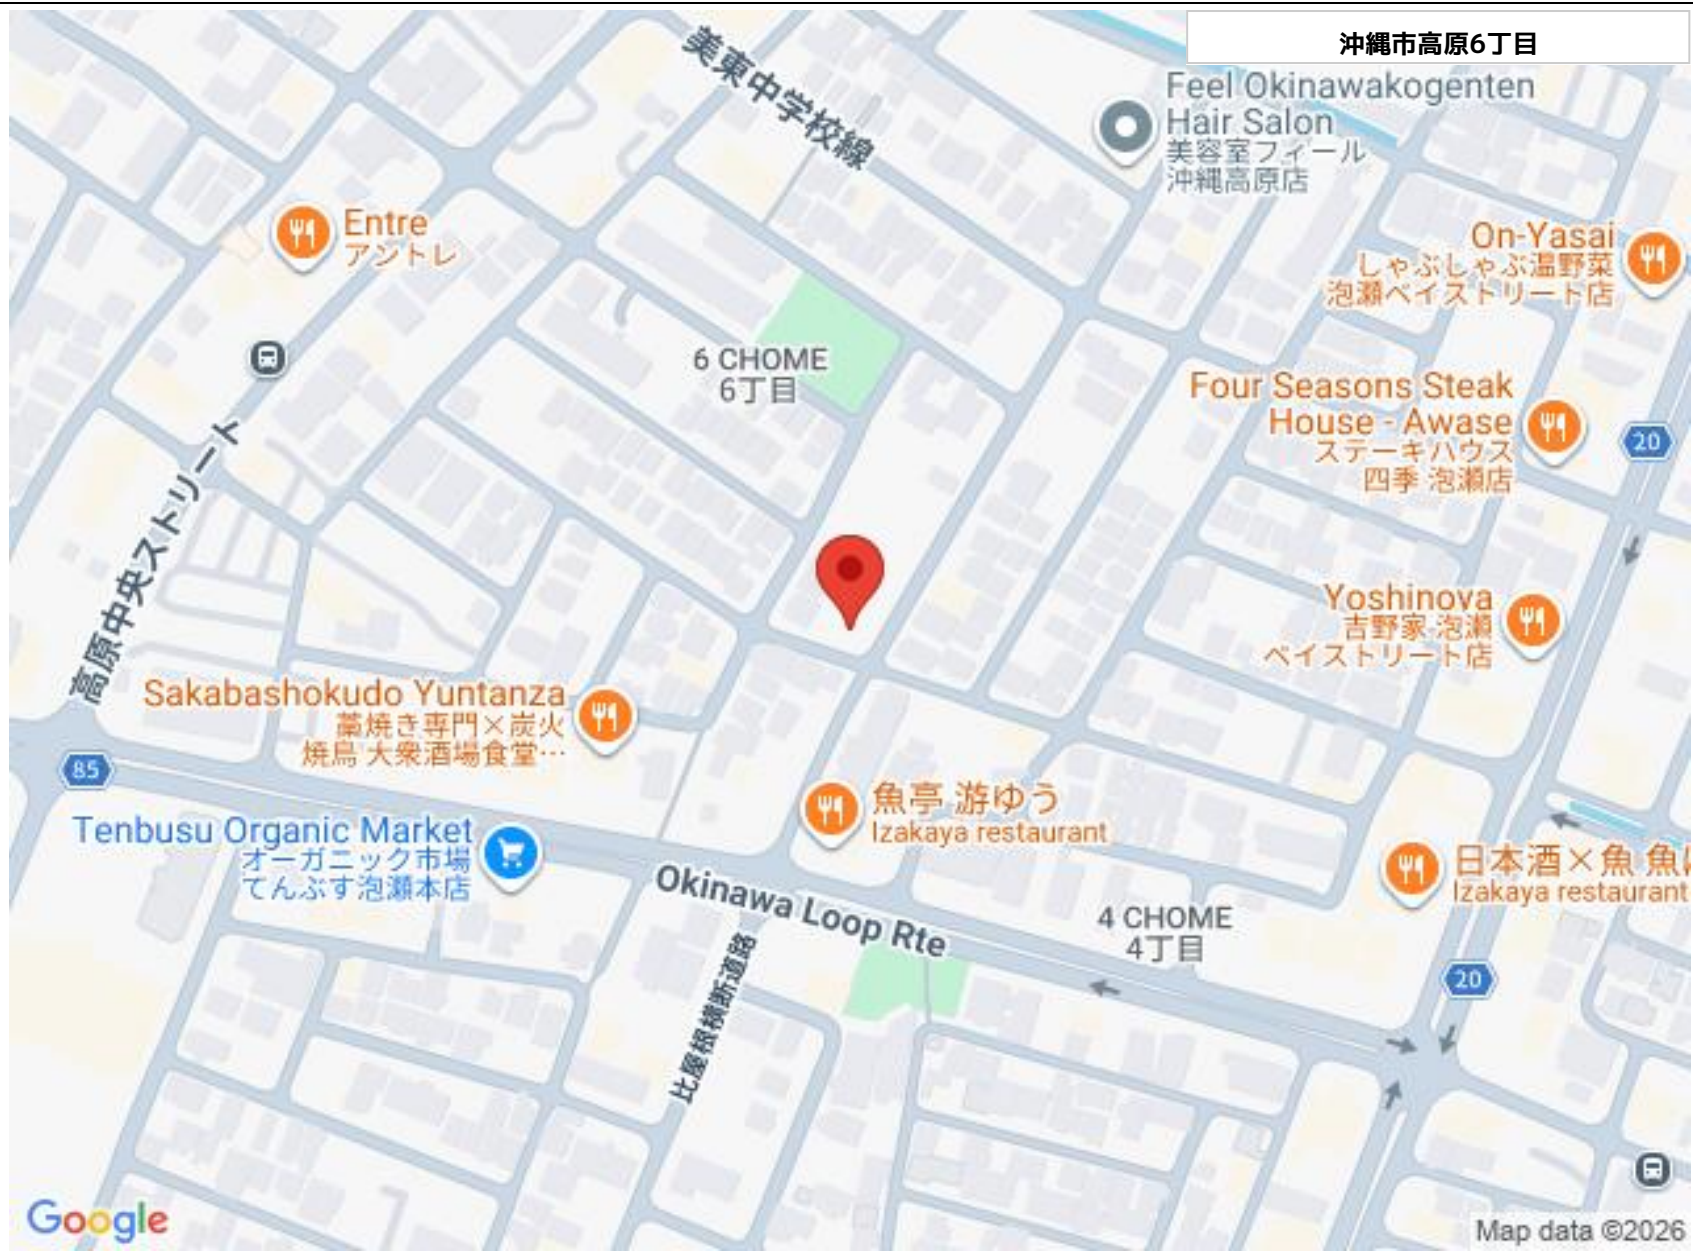 沖縄市高原6丁目
美東中学校線
Feel Okinawakogenten
Hair Salon
美容室フィール
沖縄高原店
Entre
アントレ
On-Yasai
しゃぶしゃぶ温野菜
泡瀬ベイストリート店
6 CHOME
6丁目
Four Seasons Steak
House - Awase
ステーキハウス
四季 泡瀬店
20
高原中央ストリート
Yoshinoya
吉野家 泡瀬
ベイストリート店
Sakabashokudo Yuntanza
藁焼き専門×炭火
焼鳥 大衆酒場食堂…
85
魚亭 游ゆう
Izakaya restaurant
Tenbusu Organic Market
オーガニック市場
てんぶす泡瀬本店
日本酒×魚 魚
Izakaya restaurant
Okinawa Loop Rte
4 CHOME
4丁目
比屋根横断道路
20
Google
Map data ©2026